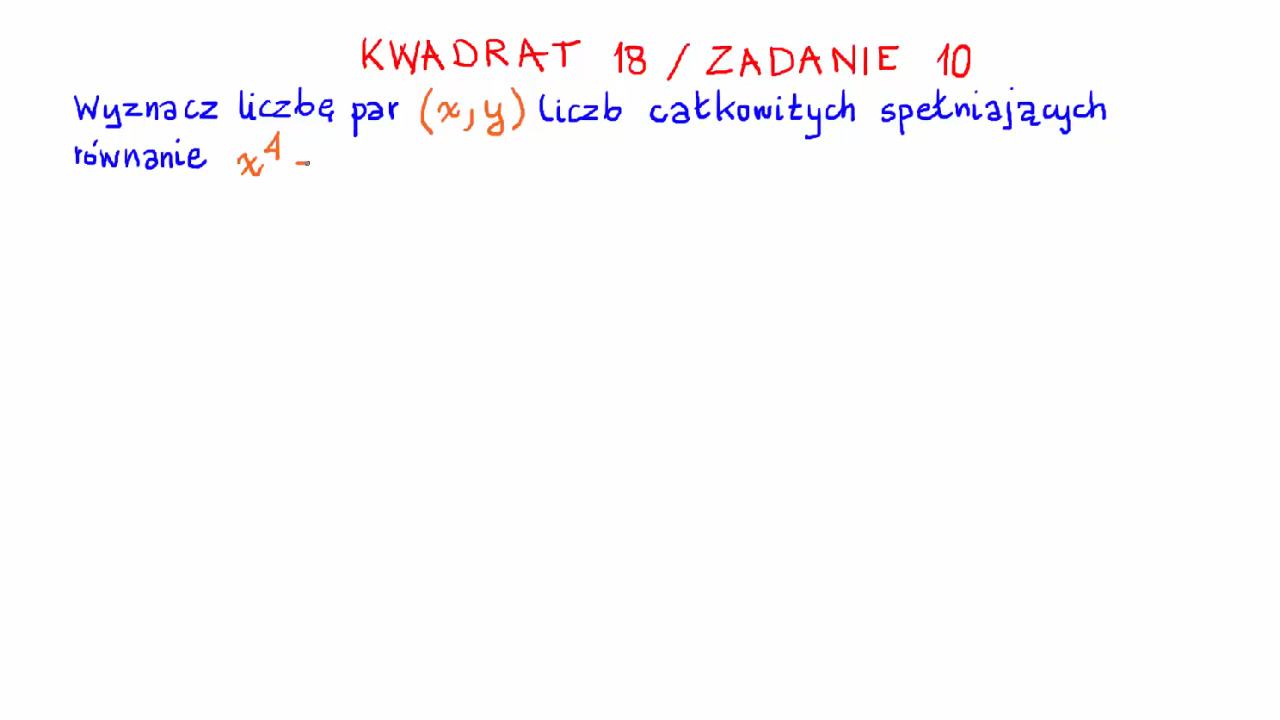 KWADRAT 18 / ZADANIE 10
Wyznacz liczbę par (x, y) liczb całkowitych spełniających
równanie x⁴ -